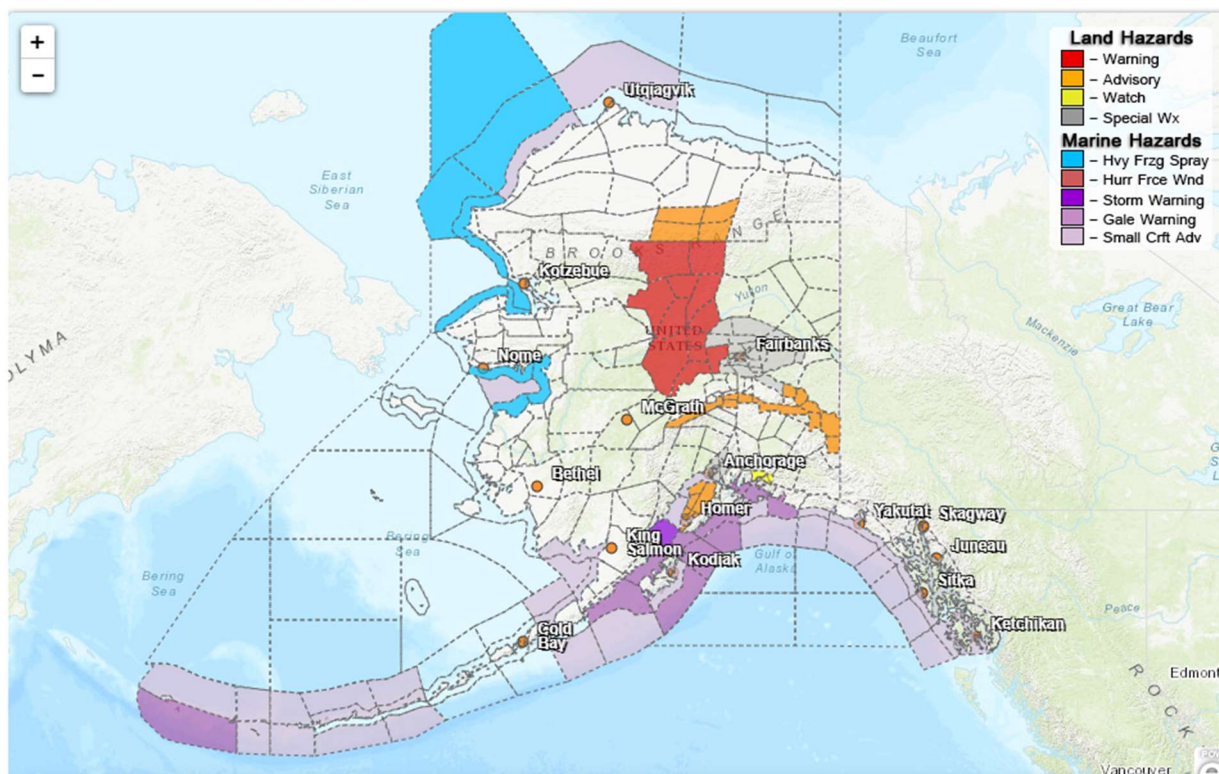 +
−
Land Hazards
– Warning
– Advisory
– Watch
– Special Wx
Marine Hazards
– Hvy Frzg Spray
– Hurr Frce Wnd
– Storm Warning
– Gale Warning
– Small Crft Adv
Beaufort
Sea
Utqiagvik
East
Siberian
Sea
BROOKS RANGE
Kotzebue
Yukon
Great Bear
Lake
Mackenzie
OLYMA
UNITED
STATES
Fairbanks
Nome
McGrath
Anchorage
Bethel
Homer
Yakutat
Skagway
King
Salmon
Juneau
Bering
Sea
Kodiak
Gulf of
Alaska
Bering
Sea
Sitka
Peace
Ketchikan
Cold
Bay
Edmont
ROCK
Vancouver